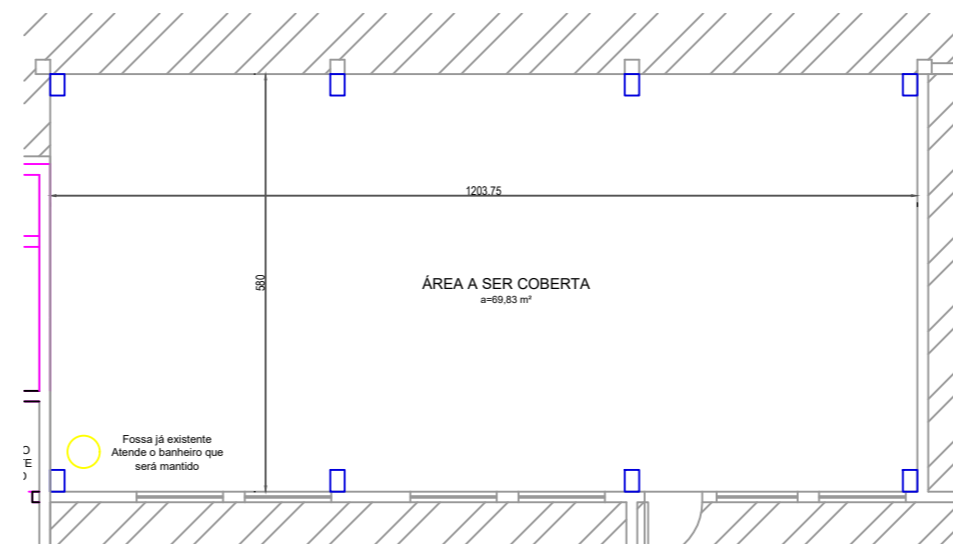 1203.75
580
ÁREA A SER COBERTA
a=69,83 m²
Fossa já existente
Atende o banheiro que
será mantido